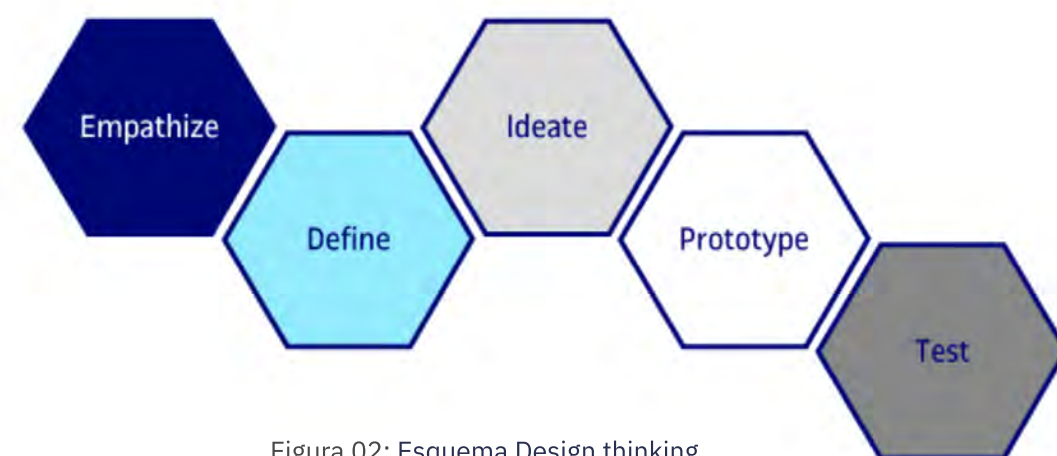 Empathize
Define
Ideate
Prototype
Test
Figura 02: Esquema Design thinking